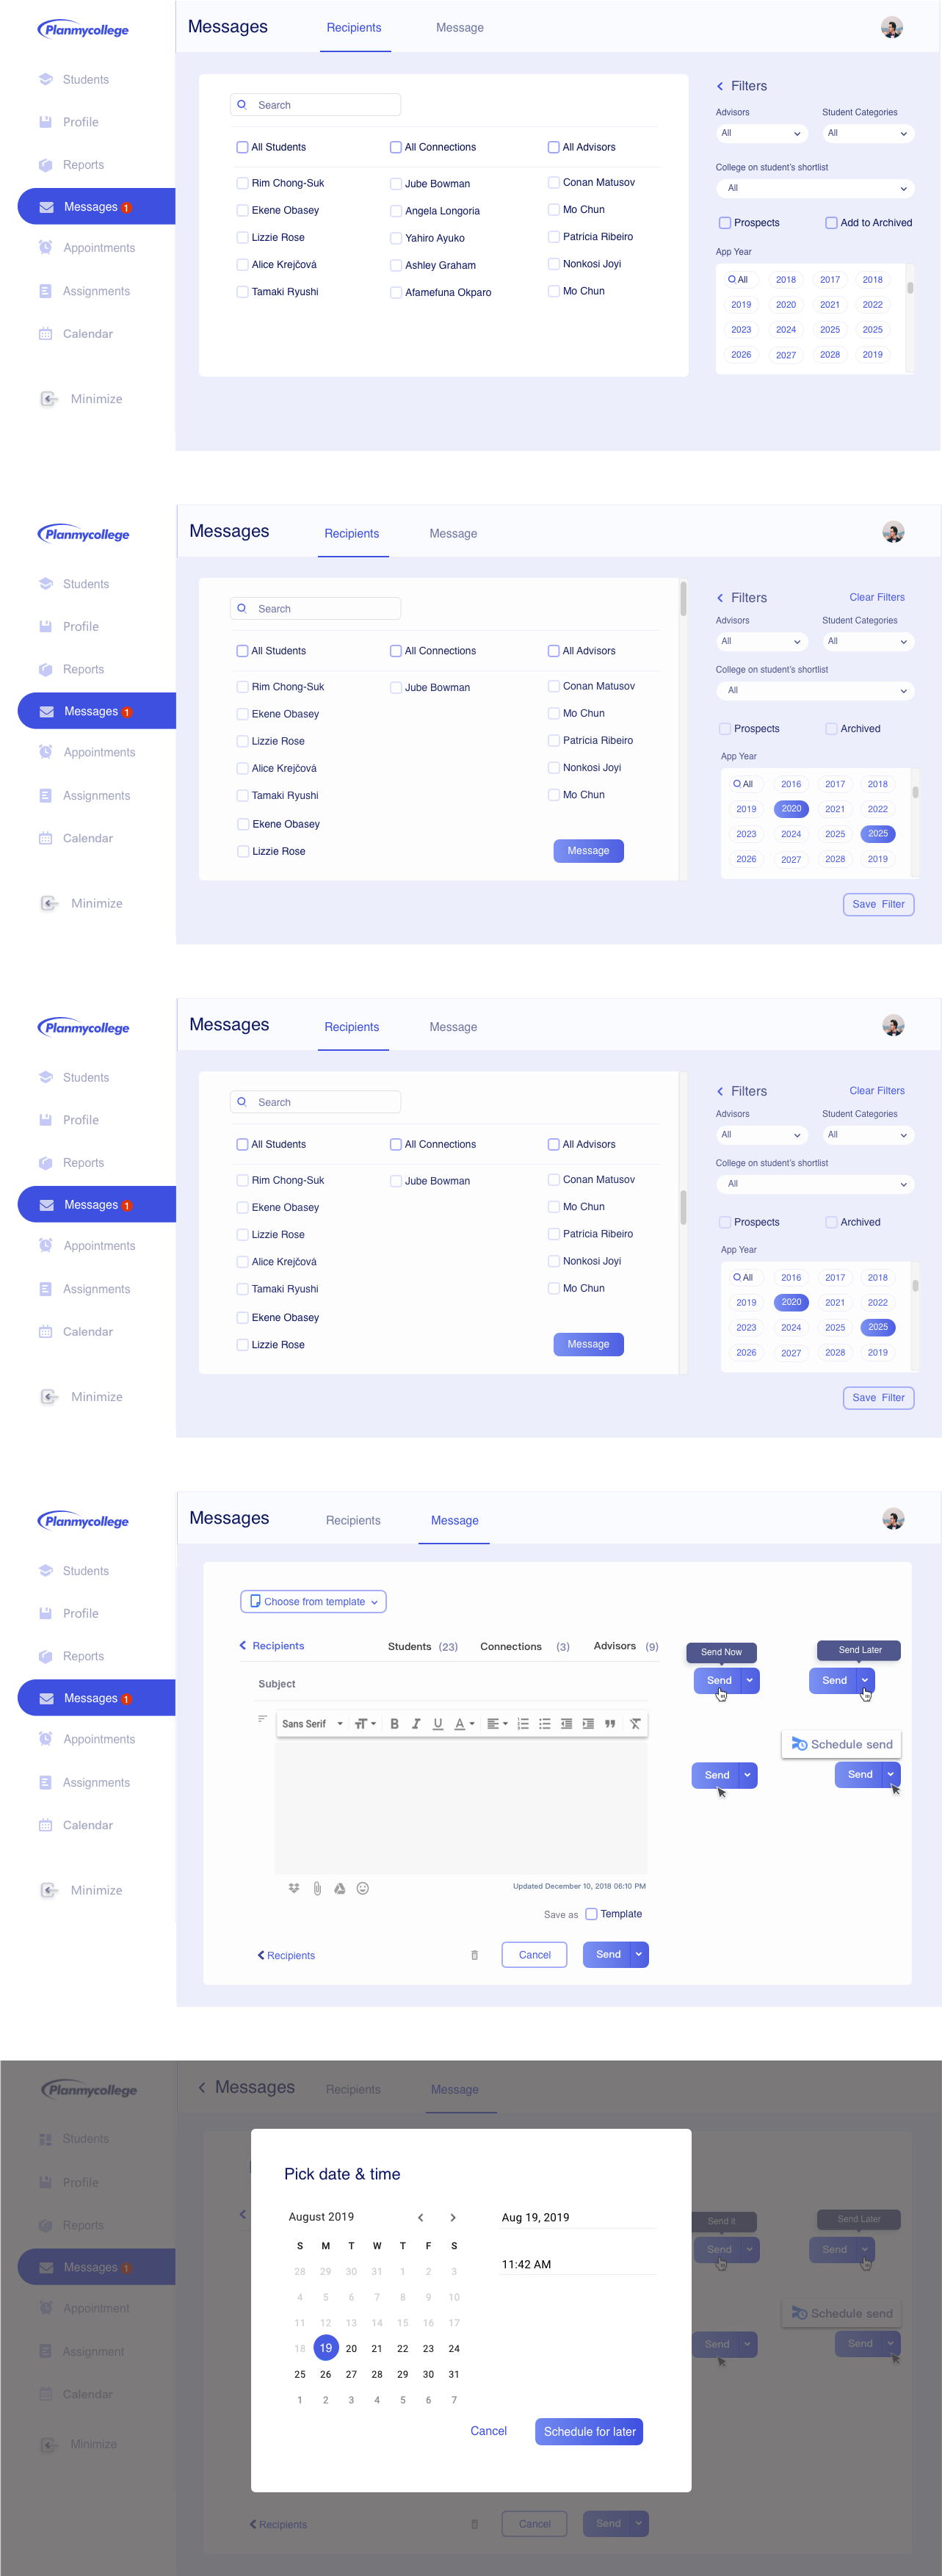 Planmycollege
Messages Recipients Message
Students
Profile
Reports
Messages 1
Appointments
Assignments
Calendar
Minimize
Search
All Students All Connections All Advisors
Rim Chong-Suk Jube Bowman Conan Matusov
Ekene Obasey Angela Longoria Mo Chun
Lizzie Rose Yahiro Ayuko Patricia Ribeiro
Alice Krejčová Ashley Graham Nonkosi Joyi
Tamaki Ryushi Afamefuna Okparo Mo Chun
Filters
Advisors Student Categories
All All
College on student's shortlist
All
Prospects Add to Archived
App Year
All 2018 2017 2018
2019 2020 2021 2022
2023 2024 2025 2025
2026 2027 2028 2019
Planmycollege
Messages Recipients Message
Students
Profile
Reports
Messages 1
Appointments
Assignments
Calendar
Minimize
Search
All Students All Connections All Advisors
Rim Chong-Suk Jube Bowman Conan Matusov
Ekene Obasey Mo Chun
Lizzie Rose Patricia Ribeiro
Alice Krejčová Nonkosi Joyi
Tamaki Ryushi Mo Chun
Ekene Obasey
Lizzie Rose
Message
Filters Clear Filters
Advisors Student Categories
All All
College on student's shortlist
All
Prospects Archived
App Year
All 2016 2017 2018
2019 2020 2021 2022
2023 2024 2025 2025
2026 2027 2028 2019
Save Filter
Planmycollege
Messages Recipients Message
Students
Profile
Reports
Messages 1
Appointments
Assignments
Calendar
Minimize
Search
All Students All Connections All Advisors
Rim Chong-Suk Jube Bowman Conan Matusov
Ekene Obasey Mo Chun
Lizzie Rose Patricia Ribeiro
Alice Krejčová Nonkosi Joyi
Tamaki Ryushi Mo Chun
Ekene Obasey
Lizzie Rose
Message
Filters Clear Filters
Advisors Student Categories
All All
College on student's shortlist
All
Prospects Archived
App Year
All 2016 2017 2018
2019 2020 2021 2022
2023 2024 2025 2025
2026 2027 2028 2019
Save Filter
Planmycollege
Messages Recipients Message
Students
Profile
Reports
Messages 1
Appointments
Assignments
Calendar
Minimize
Choose from template
Recipients Students (23) Connections (3) Advisors (9)
Subject
Sans Serif
Updated December 10, 2018 06:10 PM
Save as Template
Recipients Cancel Send
Send Now Send Later
Send Send
Schedule send
Send Send
Planmycollege
Messages Recipients Message
Students
Profile
Reports
Messages 1
Appointment
Assignment
Calendar
Minimize
Pick date & time
August 2019 Aug 19, 2019
S M T W T F S
11:42 AM
28 29 30 31 1 2 3
4 5 6 7 8 9 10
11 12 13 14 15 16 17
18 19 20 21 22 23 24
25 26 27 28 29 30 31
1 2 3 4 5 6 7
Cancel Schedule for later
Send it Send Later
Send Send
Schedule send
Send Send
Recipients Cancel Send